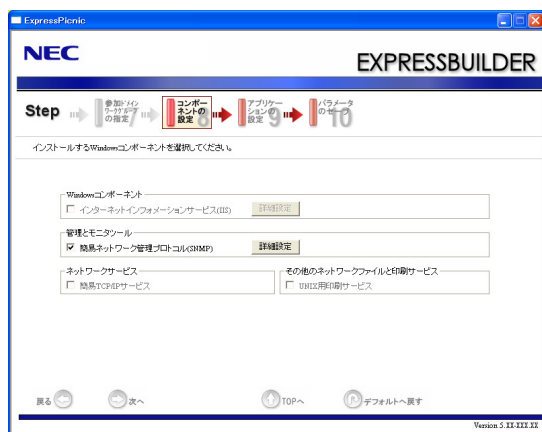 ExpressPicnic
NEC
EXPRESSBUILDER
Step
参加ドメイン ワークグループ の指定 7
コンポーネントの設定 8
アプリケーションの設定 9
パラメータのセーブ 10
インストールするWindowsコンポーネントを選択してください。
Windowsコンポーネント
インターネットインフォメーションサービス(IIS)
詳細設定
管理とモニタツール
簡易ネットワーク管理プロトコル(SNMP)
詳細設定
ネットワークサービス
簡易TCP/IPサービス
その他のネットワークファイルと印刷サービス
UNIX用印刷サービス
戻る
次へ
TOPへ
デフォルトへ戻す
Version 5.XX-XXX.XX